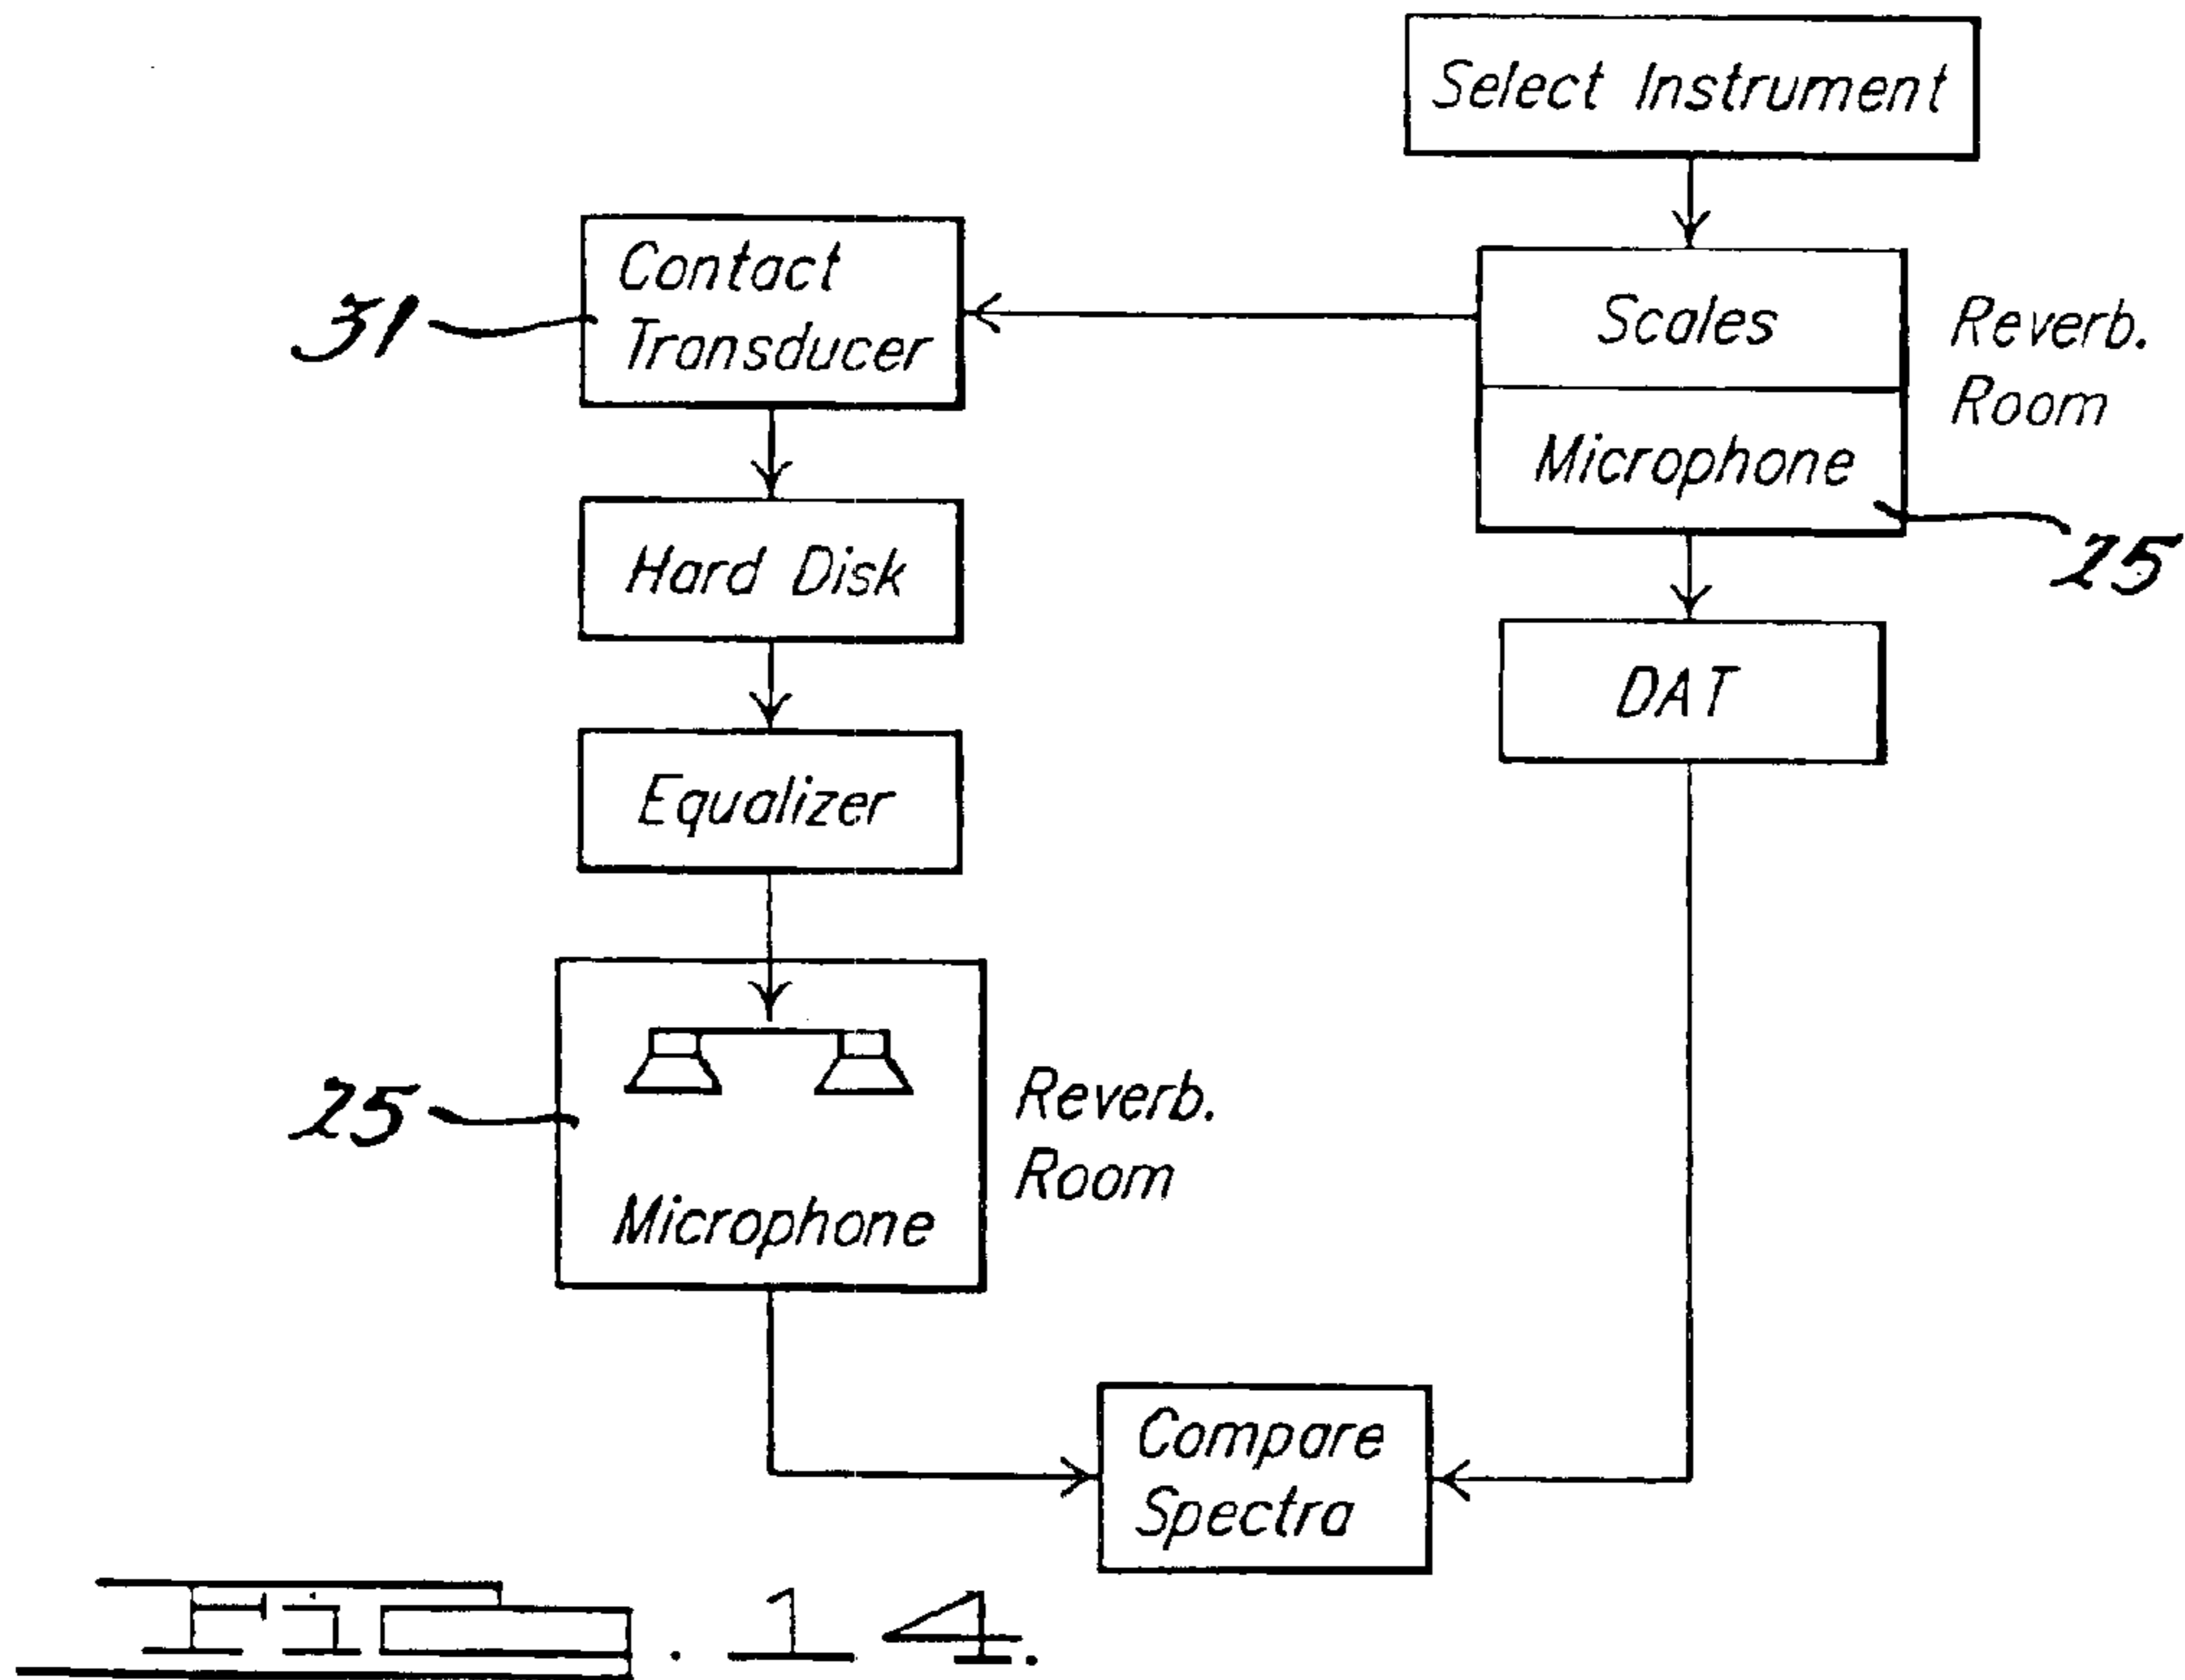 Select Instrument
Contact
Transducer
31
Scales
Reverb.
Room
Microphone
25
Hard Disk
DAT
Equalizer
25
Reverb.
Room
Microphone
Compare
Spectra
Fig. 14.